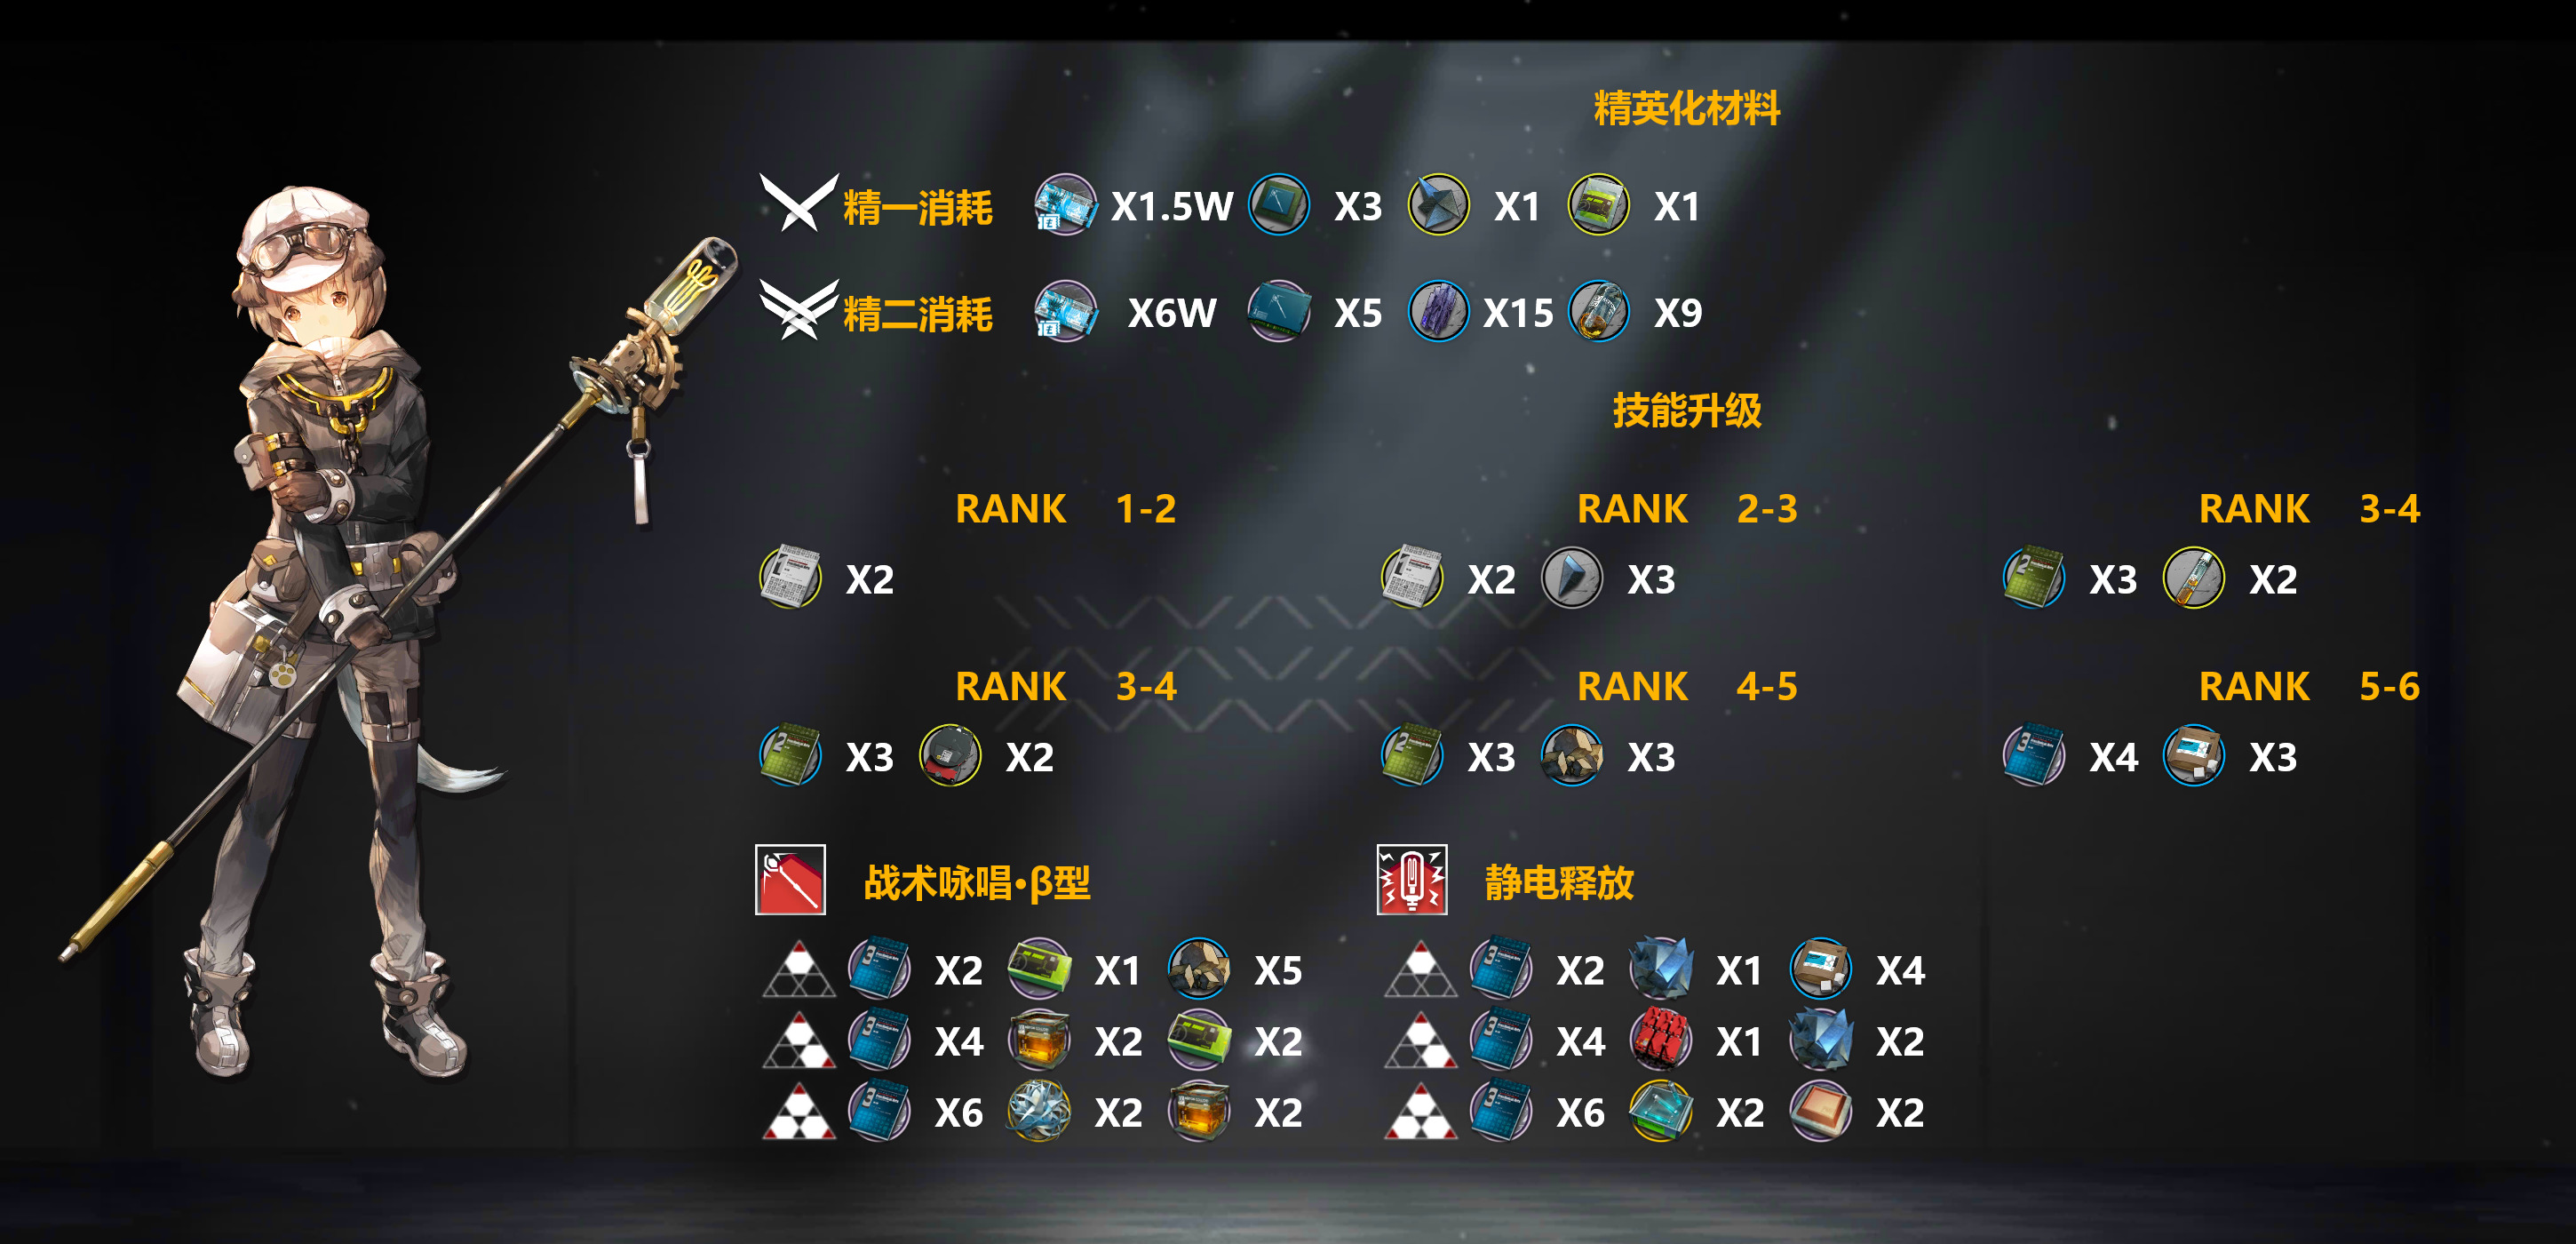 精英化材料
精一消耗 X1.5W X3 X1 X1
精二消耗 X6W X5 X15 X9
技能升级
RANK 1-2 RANK 2-3 RANK 3-4
X2 X2 X3 X3 X2
RANK 3-4 RANK 4-5 RANK 5-6
X3 X2 X3 X3 X4 X3
战术咏唱·β型 静电释放
X2 X1 X5 X2 X1 X4
X4 X2 X2 X4 X1 X2
X6 X2 X2 X6 X2 X2